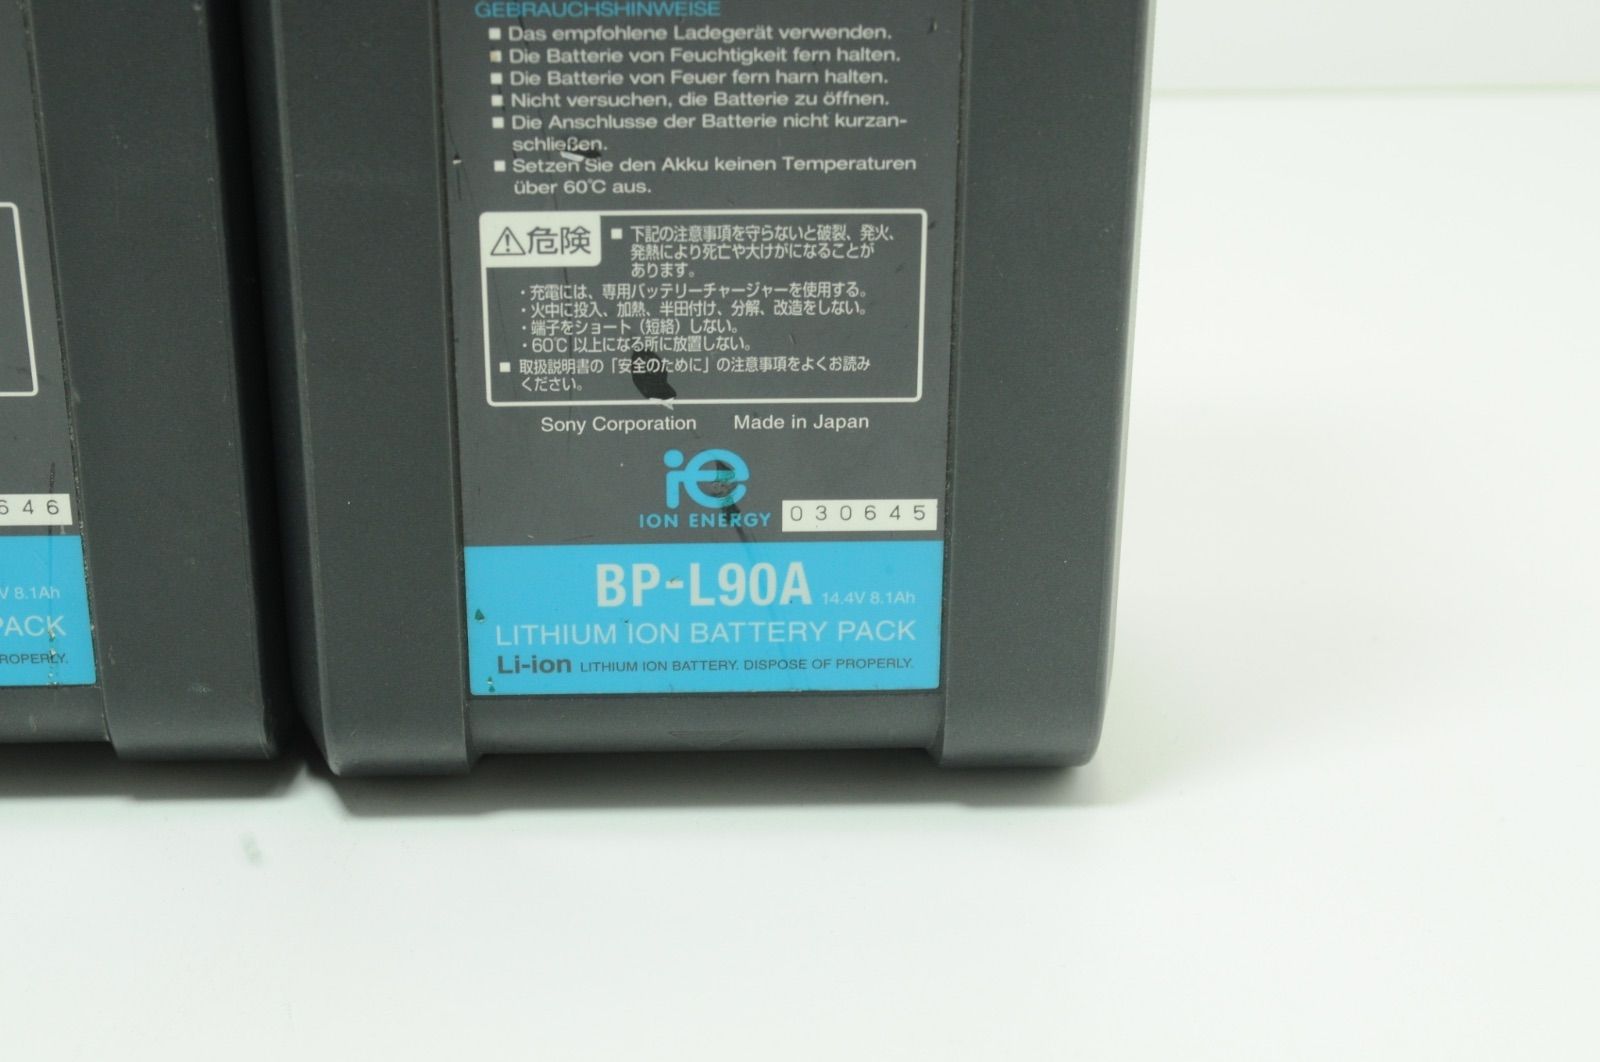 GEBRAUCHSHINWEISE
■ Das empfohlene Ladegerät verwenden.
■ Die Batterie von Feuchtigkeit fern halten.
■ Die Batterie von Feuer fern harn halten.
■ Nicht versuchen, die Batterie zu öffnen.
■ Die Anschlusse der Batterie nicht kurzan-
schließen.
■ Setzen Sie den Akku keinen Temperaturen
über 60℃ aus.
⚠危険
■ 下記の注意事項を守らないと破裂、発火、
発熱により死亡や大けがになることが
あります。
・充電には、専用バッテリーチャージャーを使用する。
・火中に投入、加熱、半田付け、分解、改造をしない。
・端子をショート（短絡）しない。
・60℃ 以上になる所に放置しない。
■ 取扱説明書の「安全のために」の注意事項をよくお読み
ください。
Sony Corporation Made in Japan
ie
ION ENERGY
030645
BP-L90A 14.4V 8.1Ah
LITHIUM ION BATTERY PACK
Li-ion LITHIUM ION BATTERY. DISPOSE OF PROPERLY.
646
V 8.1Ah
PACK
ROPERLY.